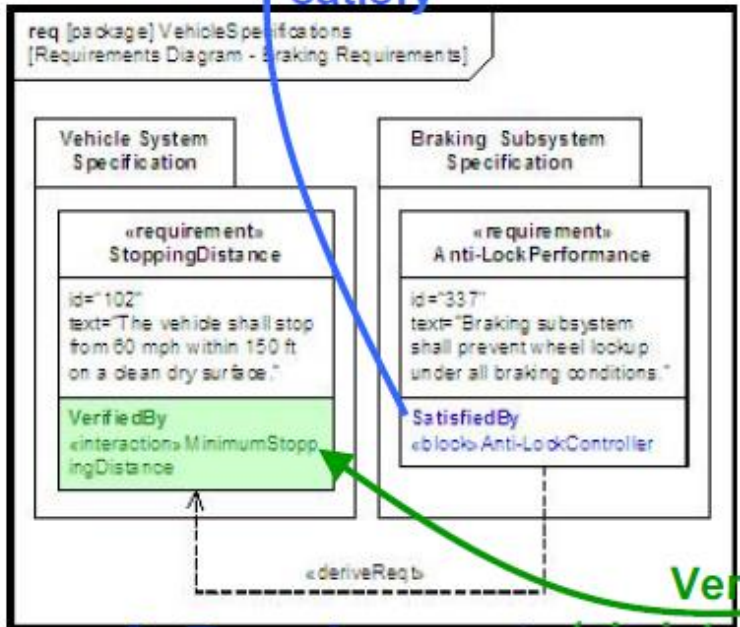 satisfy
req [package] VehicleSpecifications
[Requirements Diagram - Braking Requirements]
Vehicle System
Specification
Braking Subsystem
Specification
«requirement»
StoppingDistance
id="102"
text="The vehicle shall stop
from 60 mph within 150 ft
on a clean dry surface."
VerifiedBy
«interaction» MinimumStopp
ingDistance
«requirement»
Anti-LockPerformance
id="337"
text="Braking subsystem
shall prevent wheel lockup
under all braking conditions."
SatisfiedBy
«block» Anti-LockController
«deriveReqt»
Ver